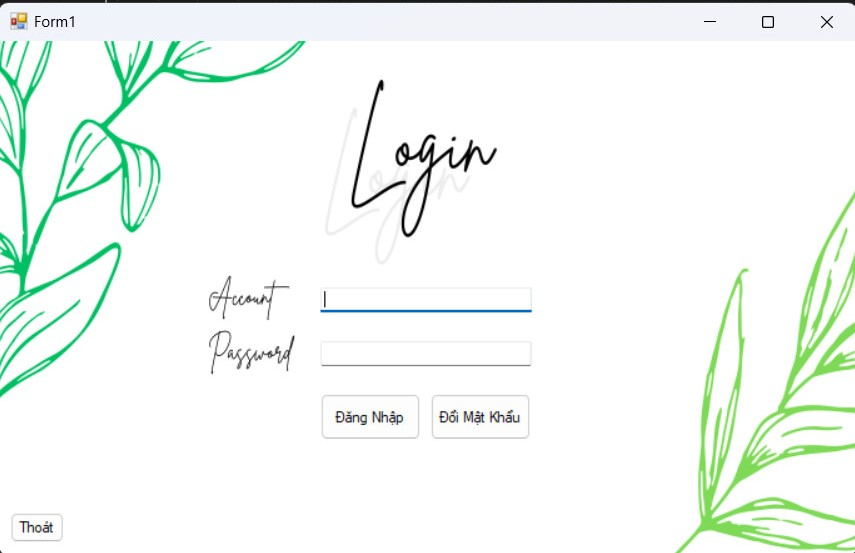 Form1
Login
Account
Password
Đăng Nhập
Đổi Mật Khẩu
Thoát